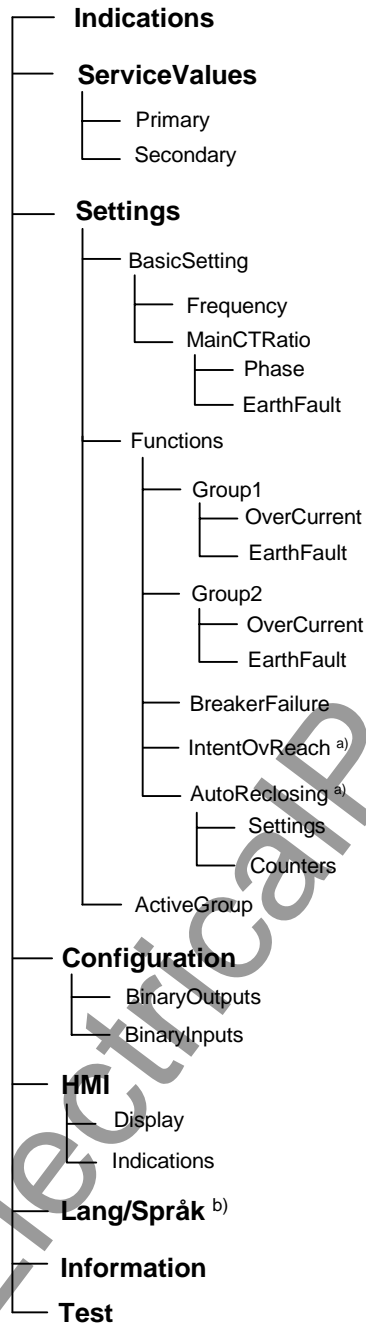 Indications
ServiceValues
Primary
Secondary
Settings
BasicSetting
Frequency
MainCTRatio
Phase
EarthFault
Functions
Group1
OverCurrent
EarthFault
Group2
OverCurrent
EarthFault
BreakerFailure
IntentOvReach a)
AutoReclosing a)
Settings
Counters
ActiveGroup
Configuration
BinaryOutputs
BinaryInputs
HMI
Display
Indications
Lang/Språk b)
Information
Test
ElectricalP